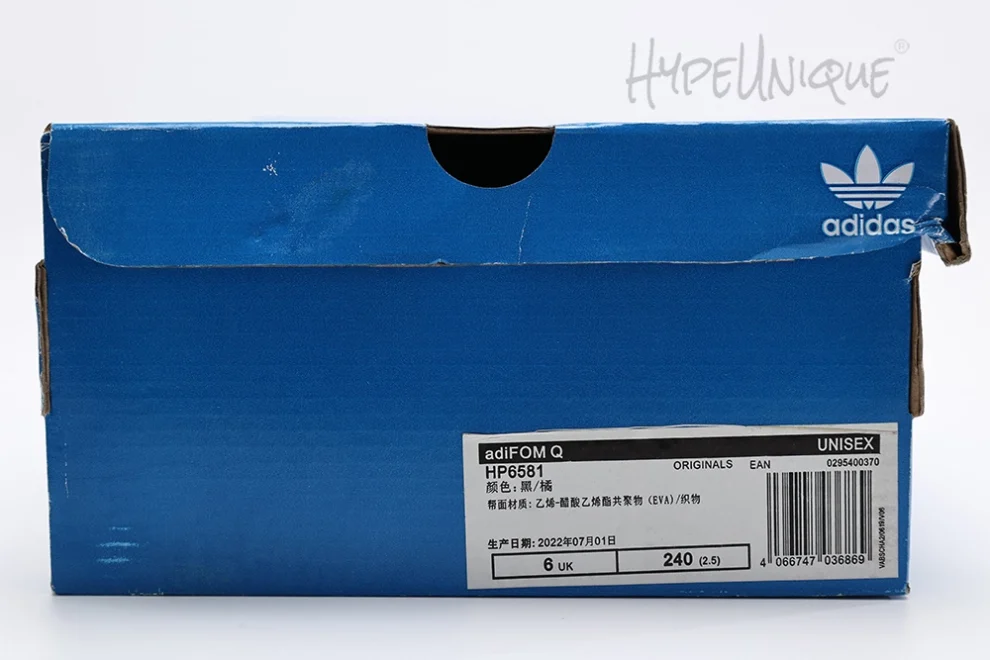 HYPEUNIQUE®
adidas
adiFOM Q UNISEX
HP6581 ORIGINALS EAN 0295400370
颜色：黑/橘
帮面材质：乙烯-醋酸乙烯酯共聚物（EVA）/织物
生产日期：2022年07月01日
6 UK 240 (2.5)
4 066747 036869